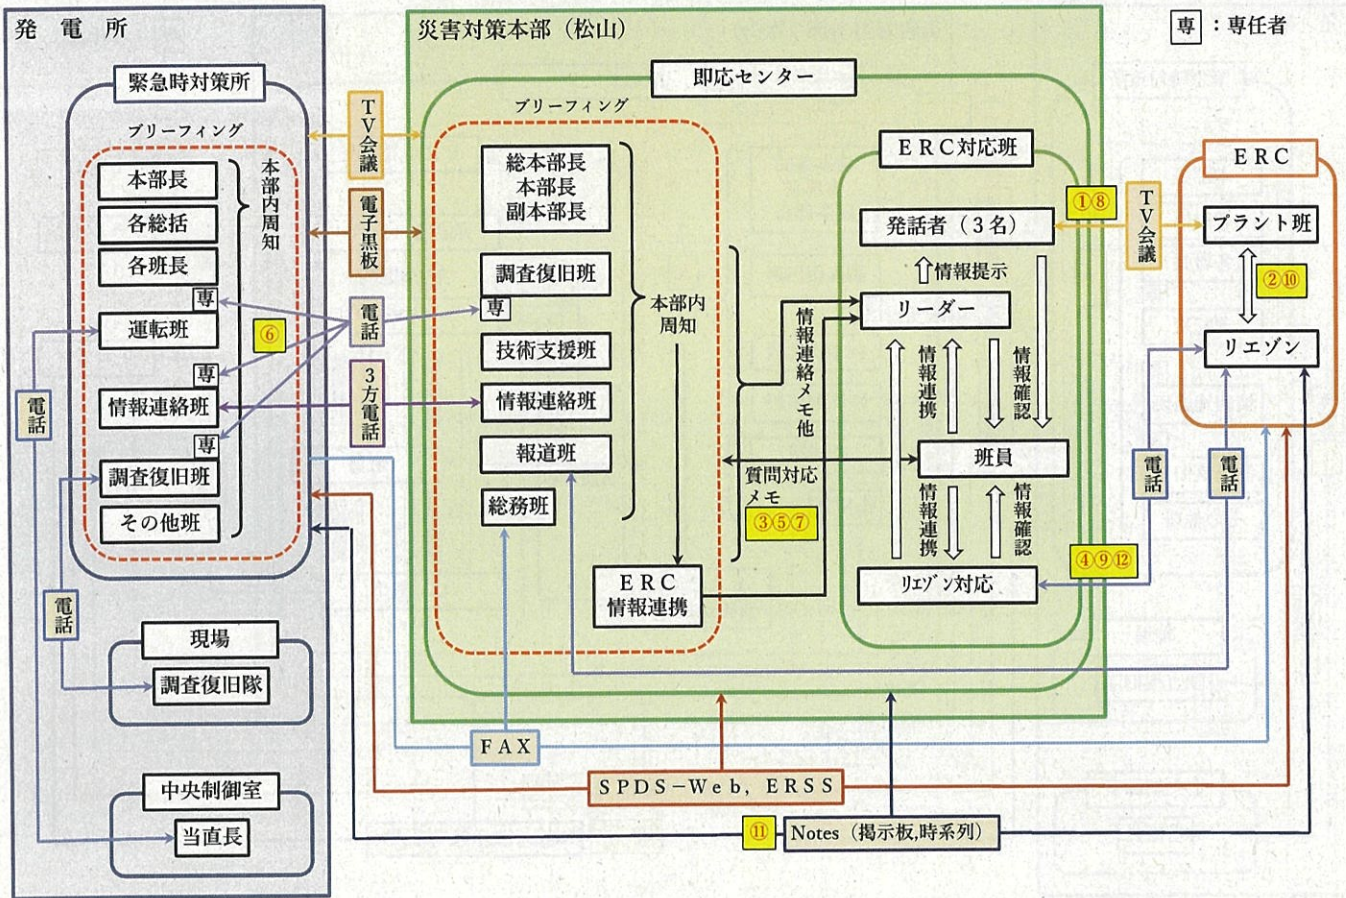 発電所
緊急時対策所
ブリーフィング
本部長
各総括
各班長
専
運転班
専
情報連絡班
専
調査復旧班
その他班
本部内周知
⑥
電話
電話
現場
調査復旧隊
中央制御室
当直長
TV会議
電子黒板
電話
3方電話
災害対策本部（松山）
即応センター
ブリーフィング
総本部長
本部長
副本部長
調査復旧班
専
技術支援班
情報連絡班
報道班
総務班
本部内
周知
ERC
情報連携
情報連絡メモ他
質問対応
メモ
③⑤⑦
ERC対応班
発話者（3名）
情報提示
リーダー
情報連携
情報確認
班員
情報連携
情報確認
ﾘｴｿﾞﾝ対応
①⑧
④⑨⑫
TV会議
電話
電話
専：専任者
ERC
プラント班
②⑩
リエゾン
FAX
SPDS−Web，ERSS
⑪
Notes（掲示板,時系列）